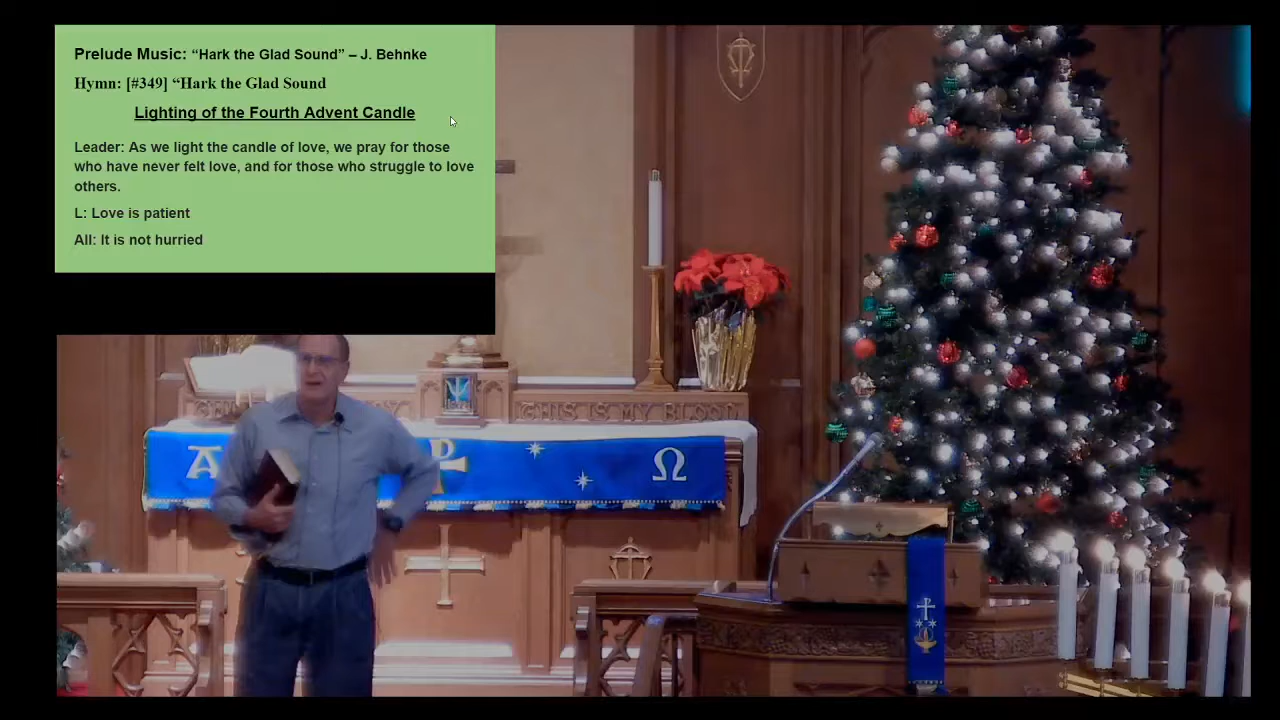 Prelude Music: “Hark the Glad Sound” – J. Behnke
Hymn: [#349] “Hark the Glad Sound
Lighting of the Fourth Advent Candle
Leader: As we light the candle of love, we pray for those
who have never felt love, and for those who struggle to love
others.
L: Love is patient
All: It is not hurried
THIS IS MY BLOOD
Α
Ω